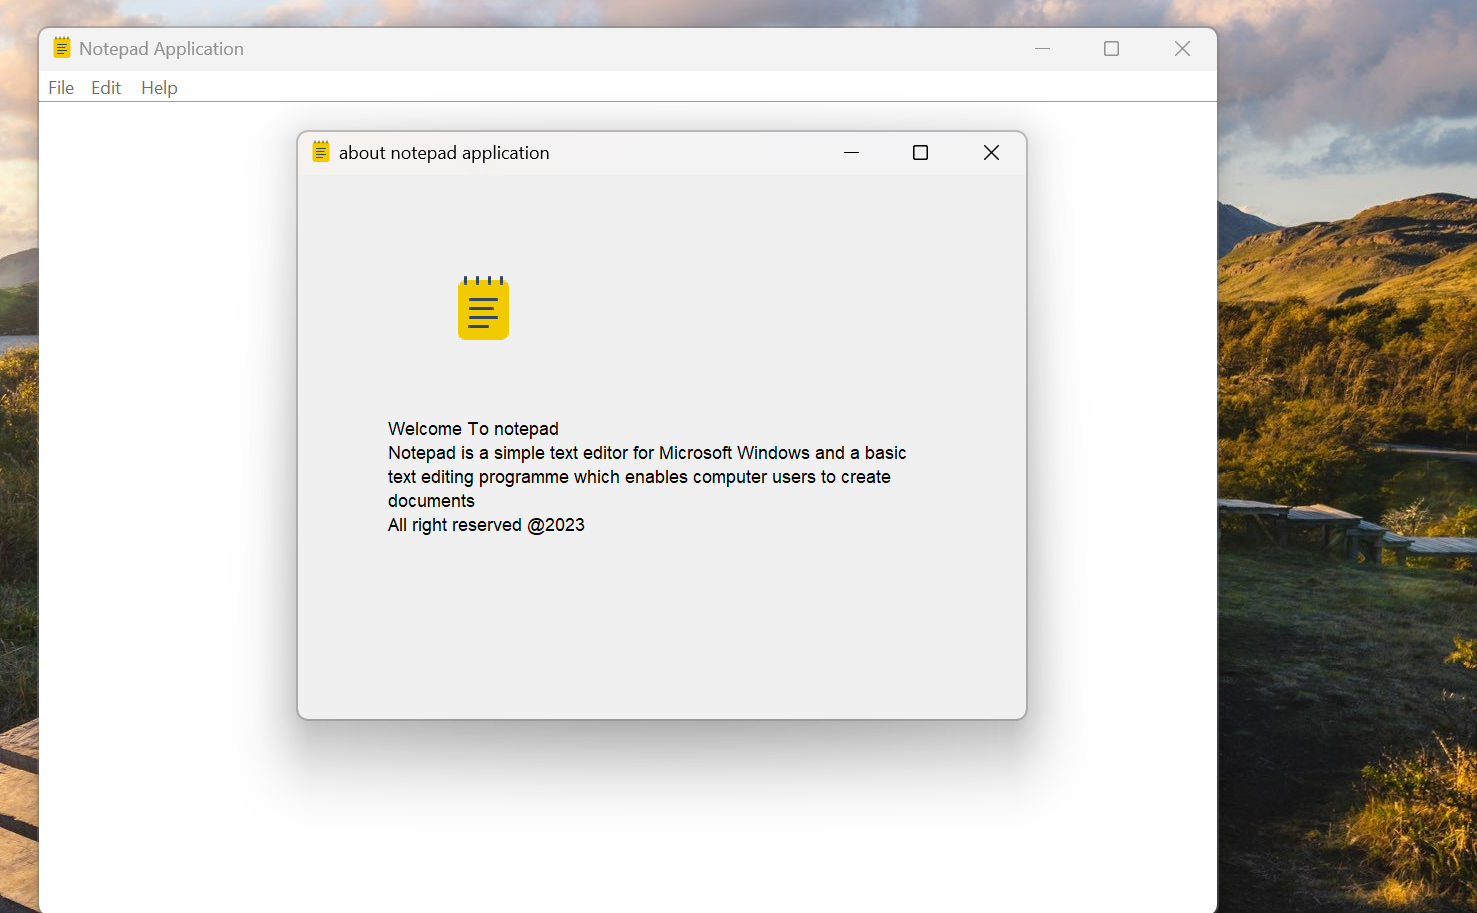 Notepad Application
File Edit Help
about notepad application
Welcome To notepad
Notepad is a simple text editor for Microsoft Windows and a basic
text editing programme which enables computer users to create
documents
All right reserved @2023